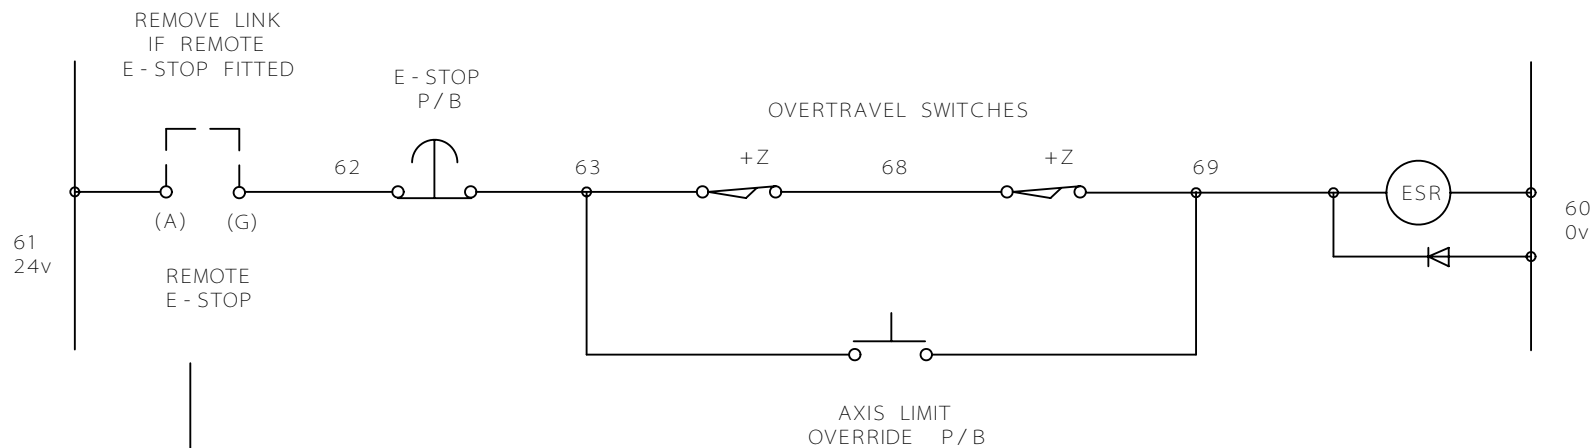 REMOVE LINK
IF REMOTE
E-STOP FITTED
E-STOP
P/B
OVERTRAVEL SWITCHES
62
63
+Z
68
+Z
69
ESR
(A)
(G)
61
24v
60
0v
REMOTE
E-STOP
AXIS LIMIT
OVERRIDE P/B